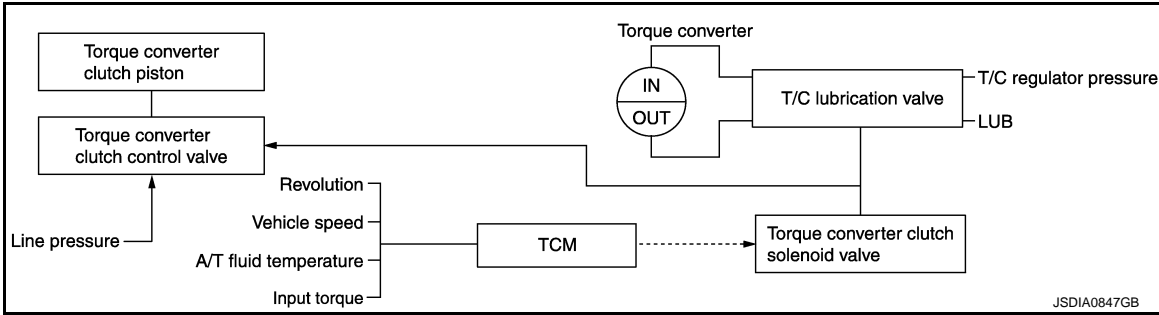 Torque converter
clutch piston
Torque converter
clutch control valve
Line pressure
Revolution
Vehicle speed
A/T fluid temperature
Input torque
TCM
Torque converter
IN
OUT
T/C lubrication valve
T/C regulator pressure
LUB
Torque converter clutch
solenoid valve
JSDIA0847GB